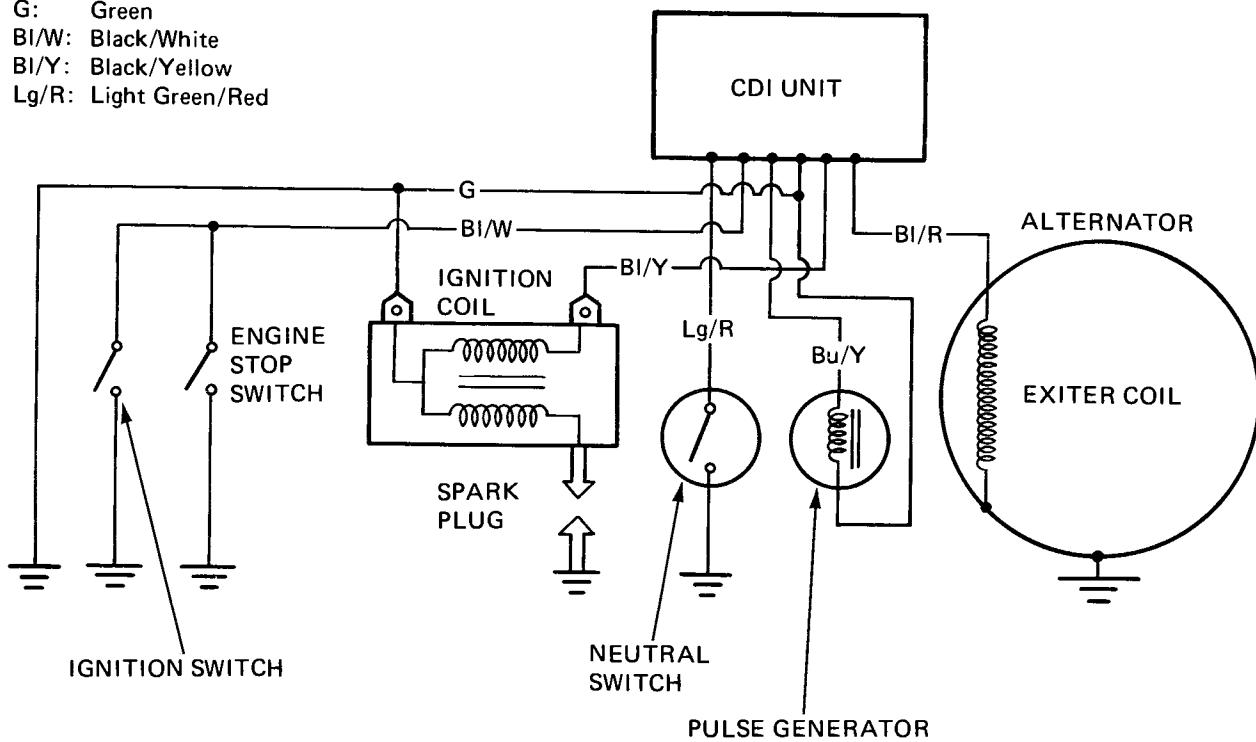 G: Green
Bl/W: Black/White
Bl/Y: Black/Yellow
Lg/R: Light Green/Red
CDI UNIT
G
Bl/W
Bl/R
ALTERNATOR
Bl/Y
IGNITION
COIL
ENGINE
STOP
SWITCH
Lg/R
Bu/Y
EXITER COIL
SPARK
PLUG
IGNITION SWITCH
NEUTRAL
SWITCH
PULSE GENERATOR